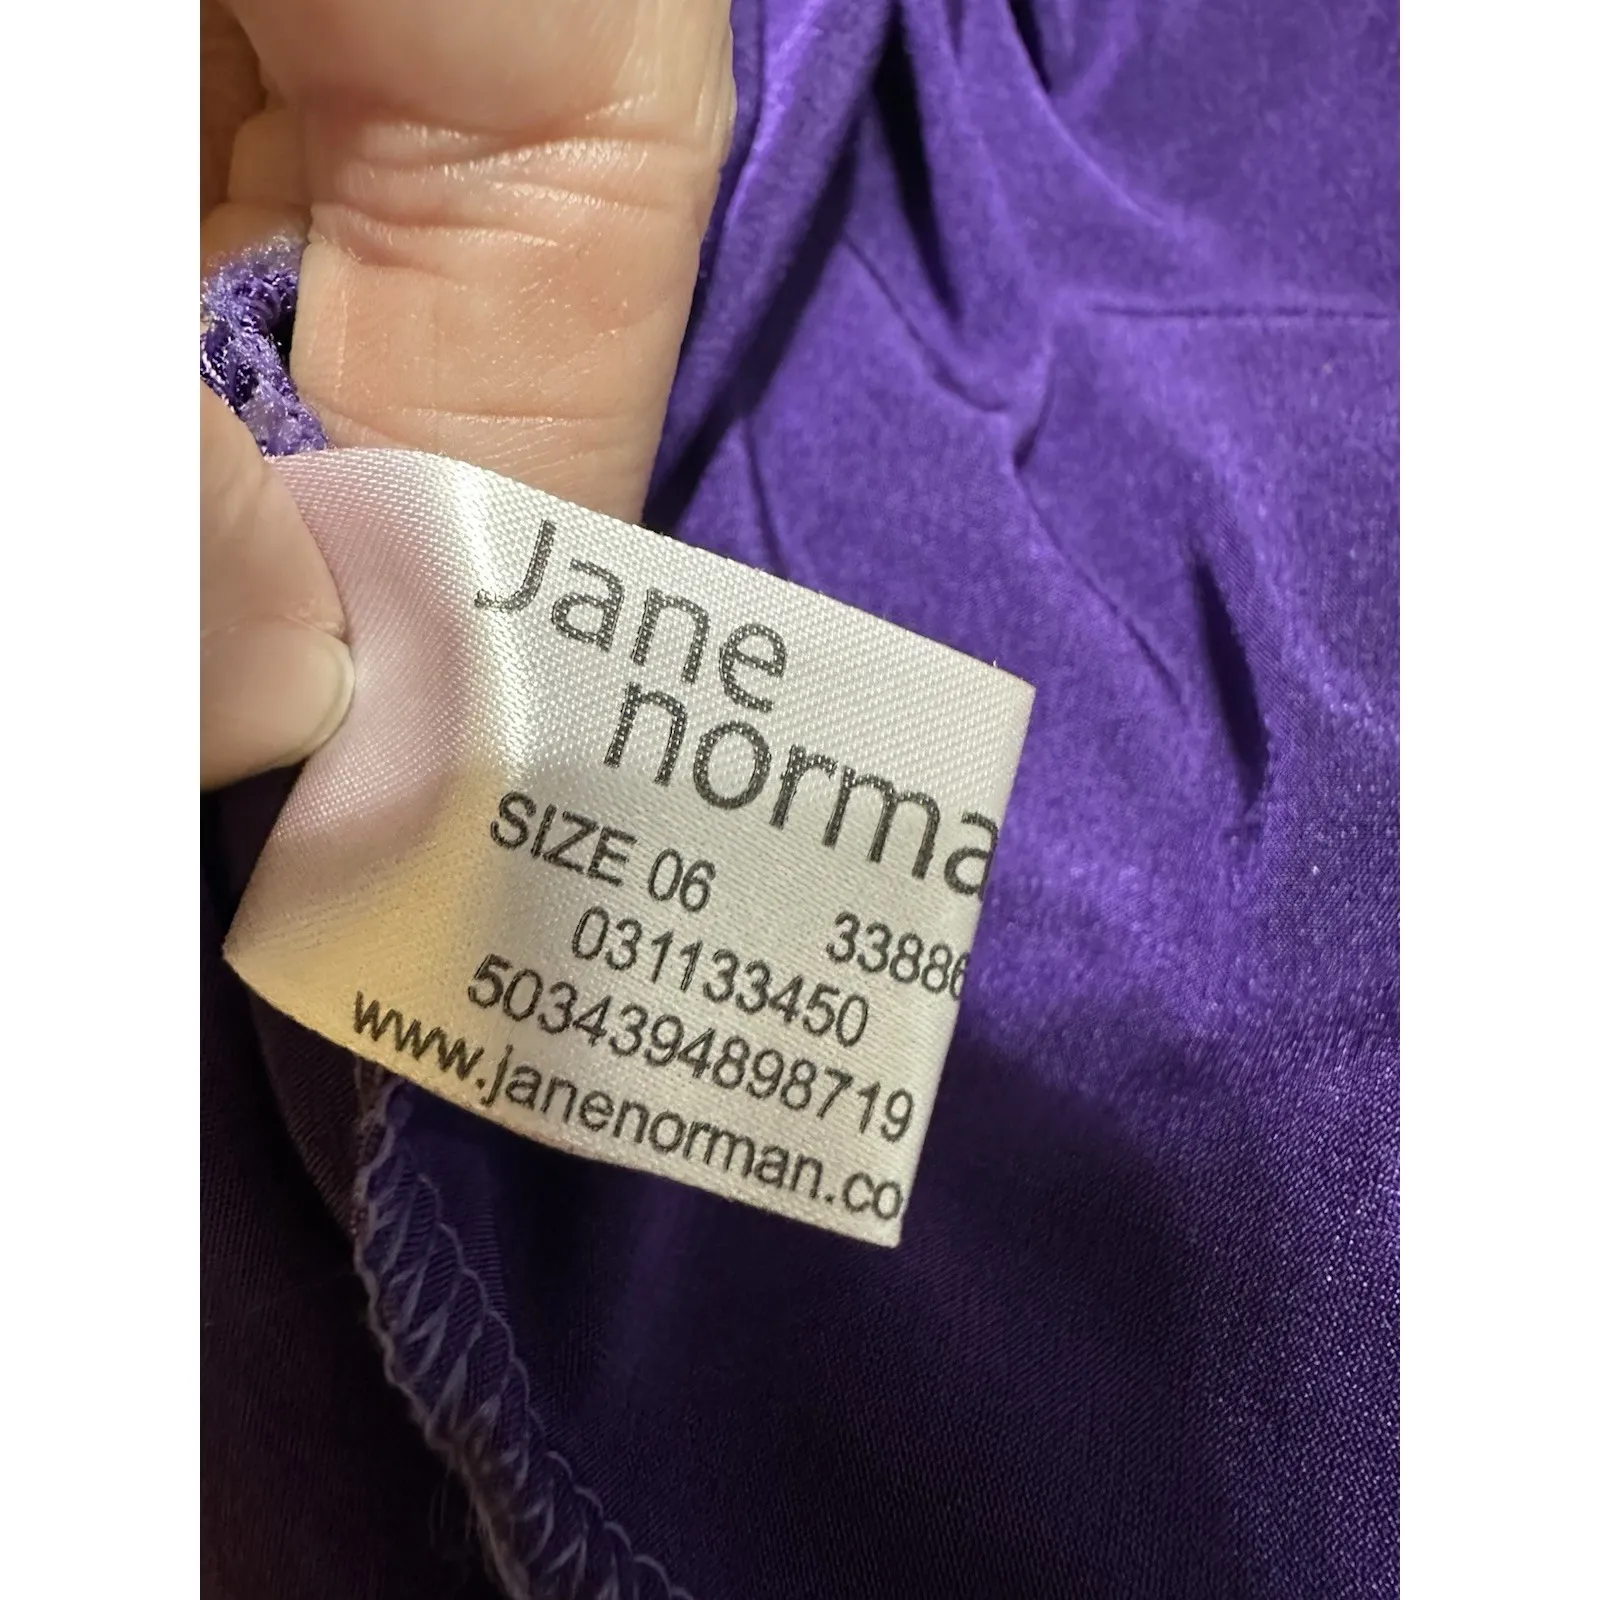 Jane
norma
SIZE 06 33886
031133450
5034394898719
www.janenorman.co